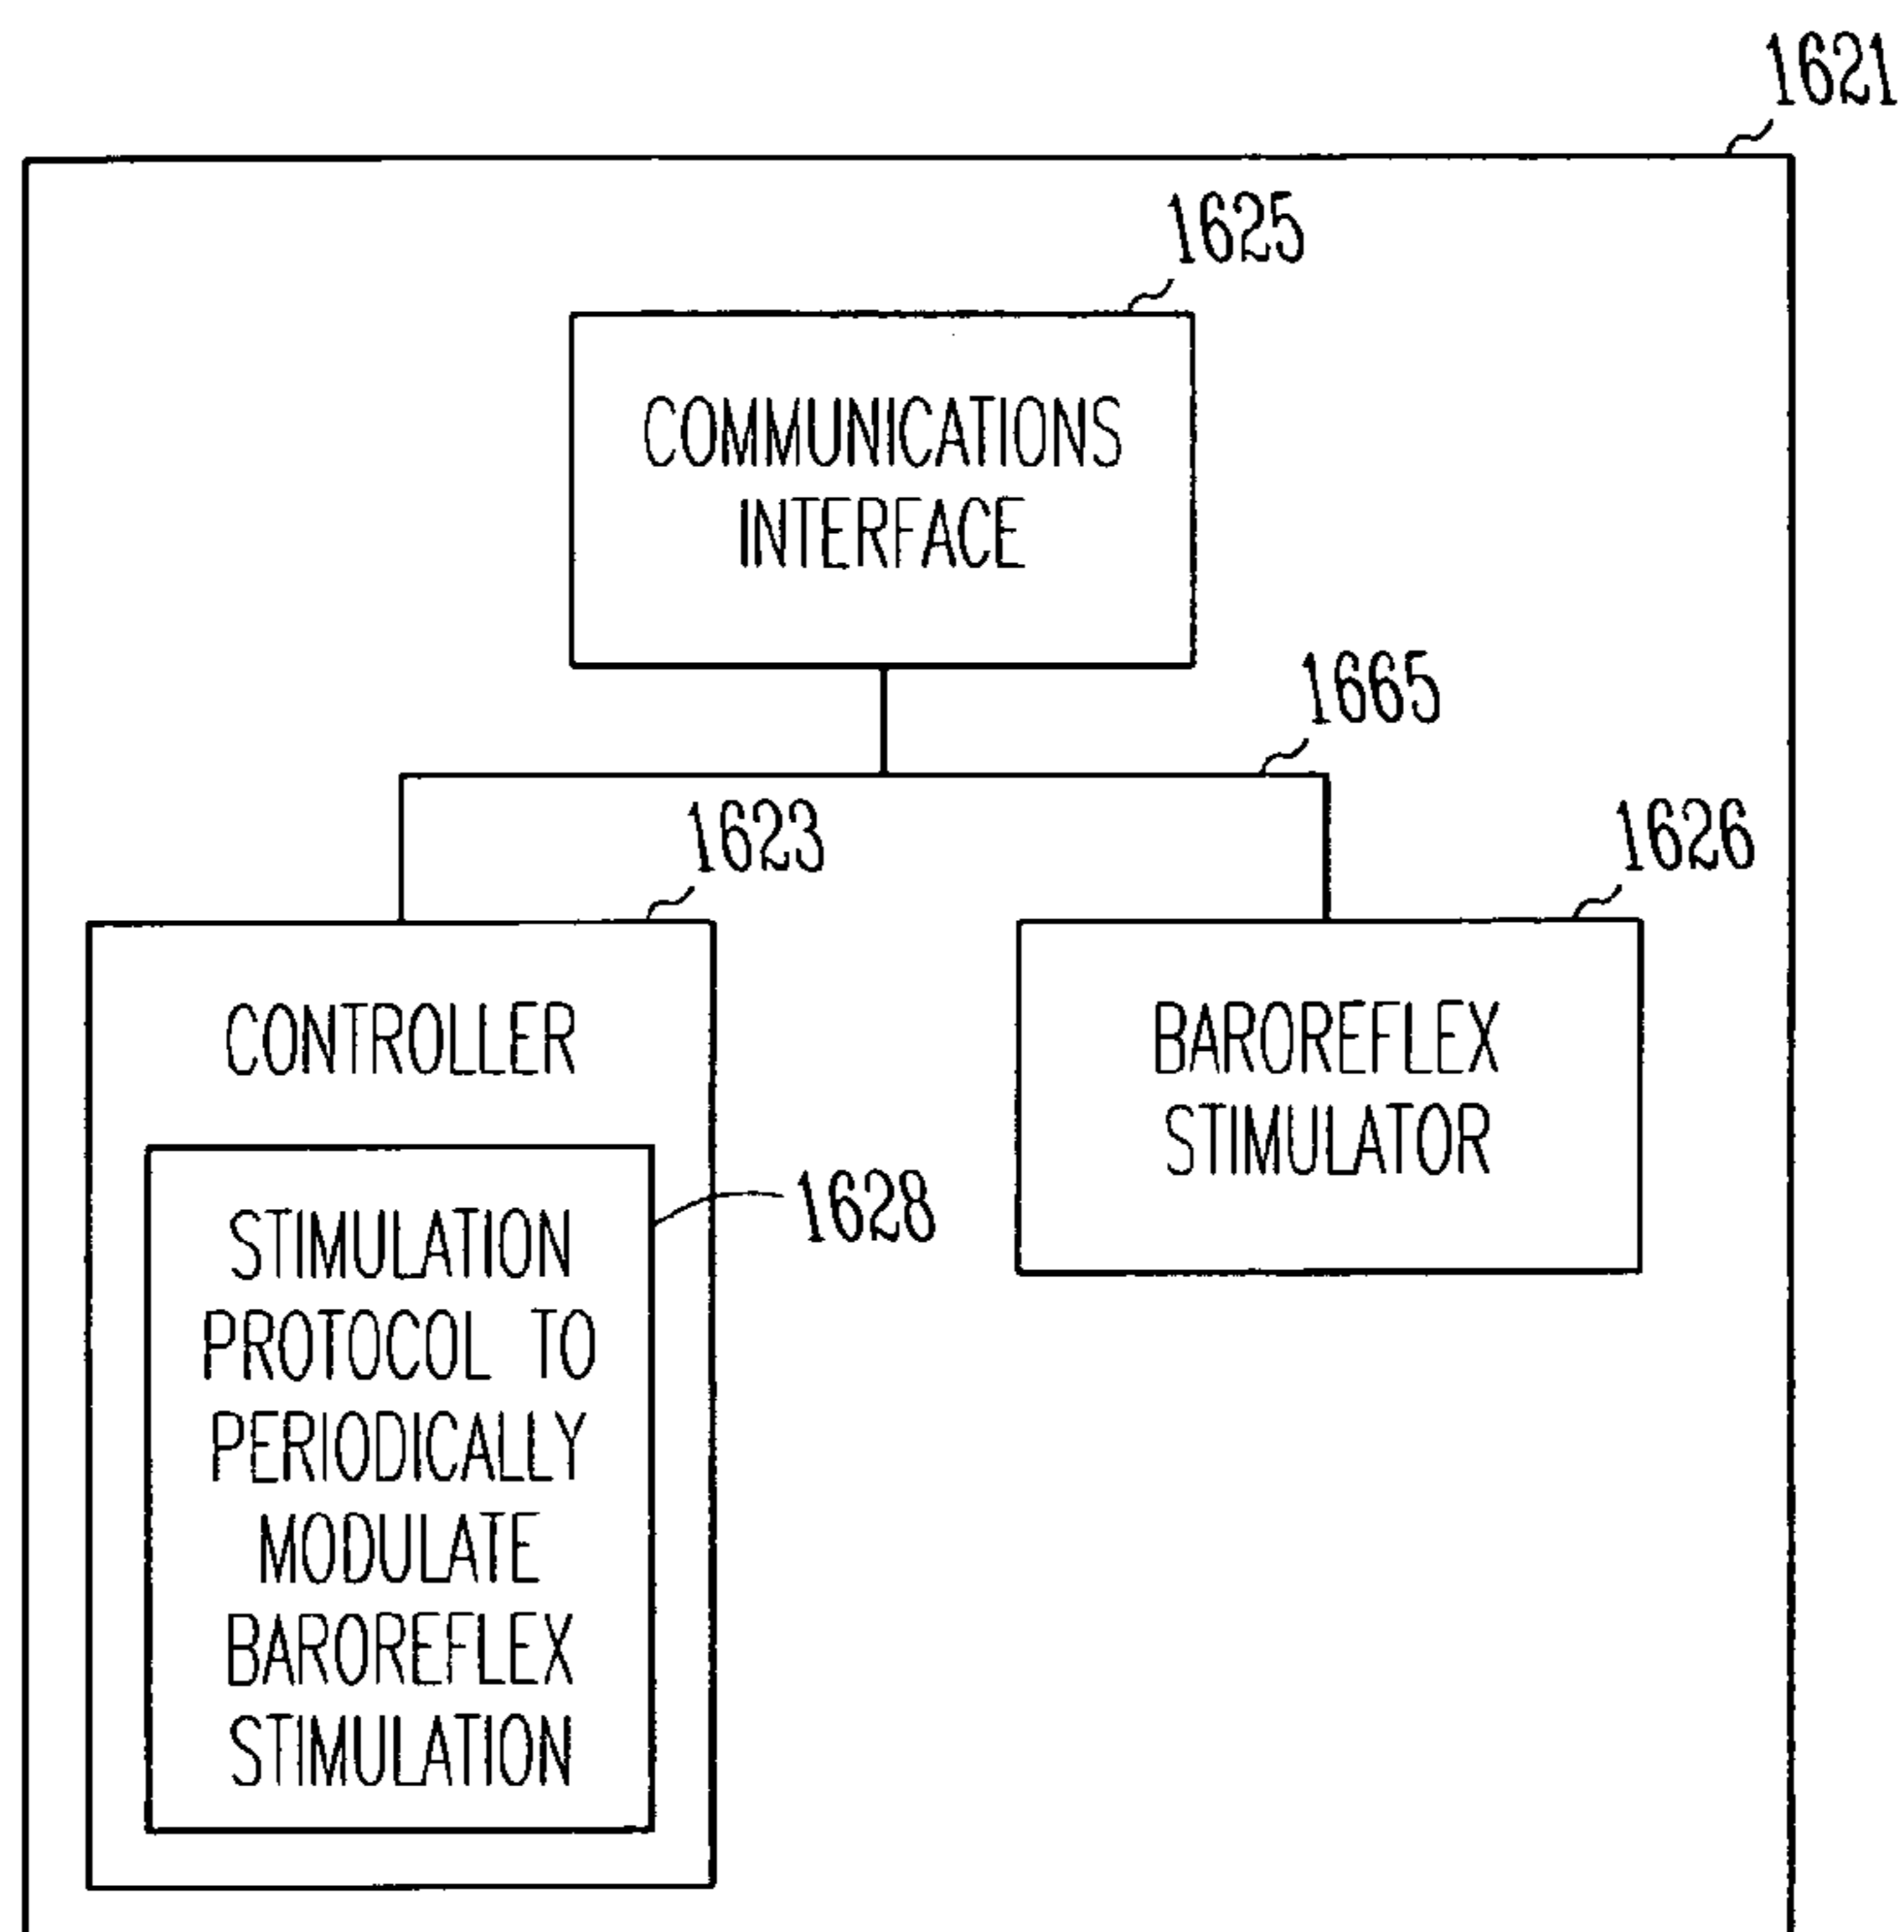 1621
1625
COMMUNICATIONS
INTERFACE
1665
1623
1626
CONTROLLER
BAROREFLEX
STIMULATOR
1628
STIMULATION
PROTOCOL TO
PERIODICALLY
MODULATE
BAROREFLEX
STIMULATION